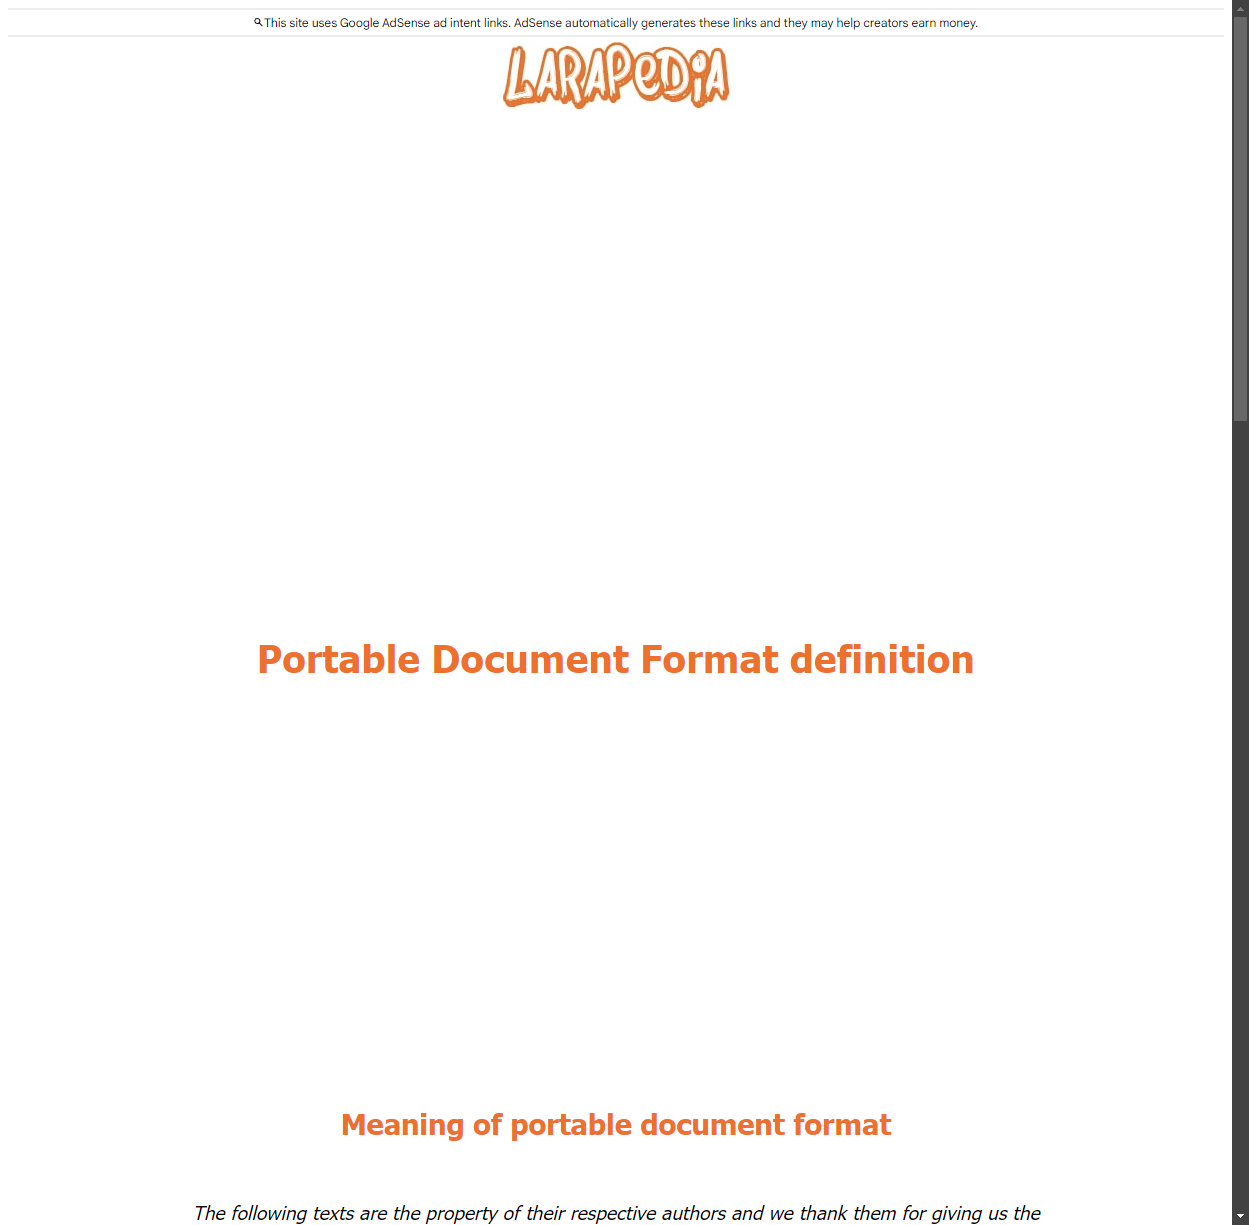 This site uses Google AdSense ad intent links. AdSense automatically generates these links and they may help creators earn money.
LARAPEDIA
Portable Document Format definition
Meaning of portable document format
The following texts are the property of their respective authors and we thank them for giving us the